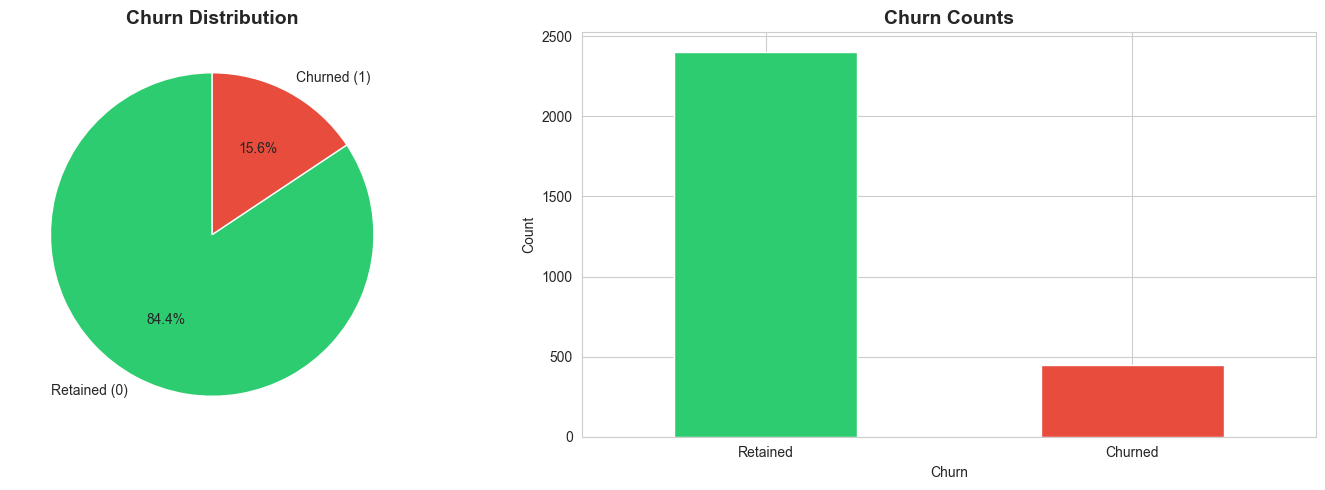 Churn Distribution
Churned (1)
15.6%
84.4%
Retained (0)
Churn Counts
2500
2000
1500
1000
500
0
Count
Retained Churned
Churn